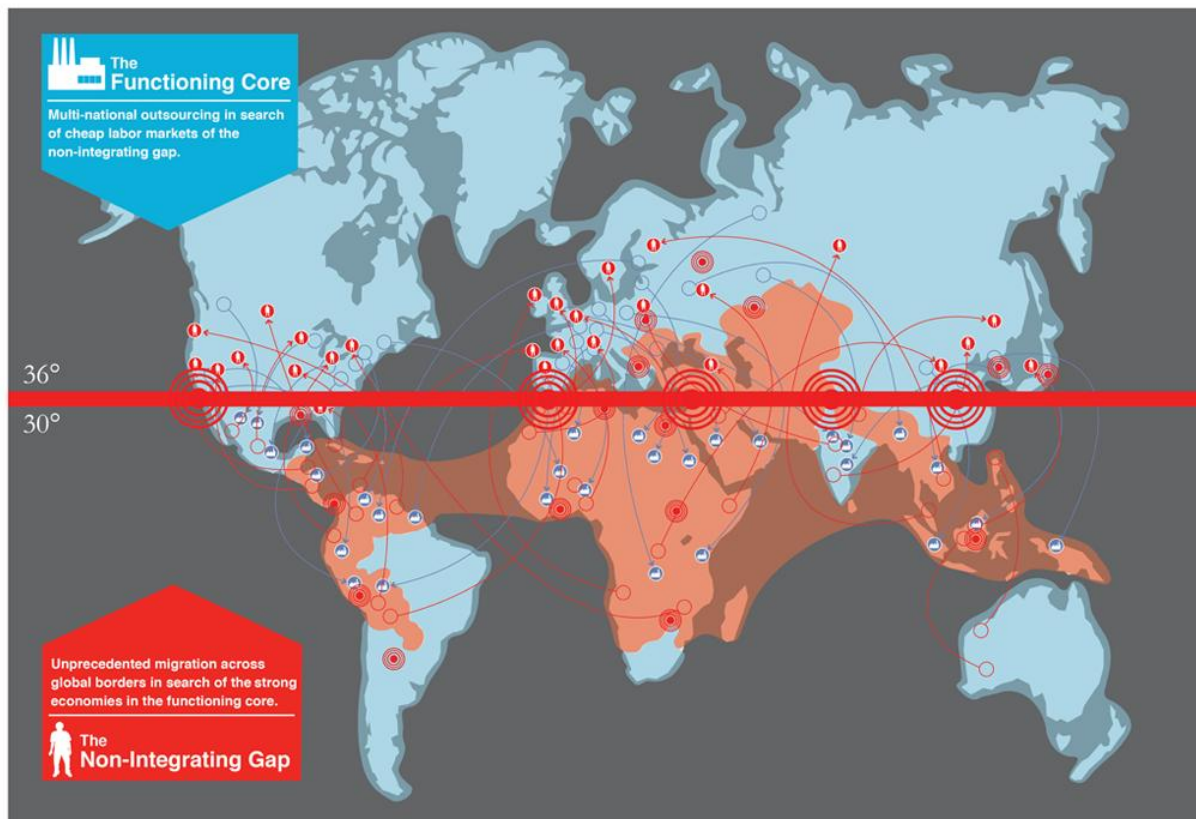 The
Functioning Core
Multi-national outsourcing in search
of cheap labor markets of the
non-integrating gap.
36°
30°
Unprecedented migration across
global borders in search of the strong
economies in the functioning core.
The
Non-Integrating Gap